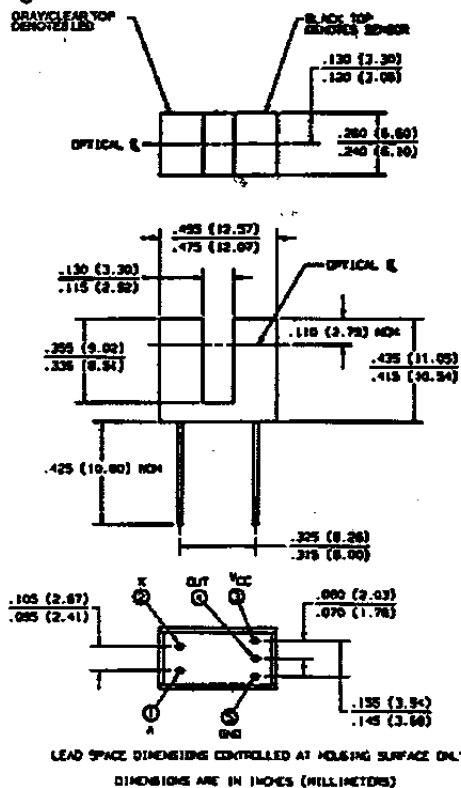 GRAY/CLEAR TOP
DENOTES LED
BLACK TOP
DENOTES SENSOR
.130 (3.30)
.120 (3.05)
OPTICAL ℄
.260 (6.60)
.240 (6.10)
.495 (12.57)
.475 (12.07)
.130 (3.30)
.115 (2.92)
OPTICAL ℄
.110 (2.79) NOM
.355 (9.02)
.335 (8.51)
.435 (11.05)
.415 (10.54)
.425 (10.80) NOM
.325 (8.26)
.315 (8.00)
K
OUT
VCC
.105 (2.67)
.095 (2.41)
.080 (2.03)
.070 (1.78)
.155 (3.94)
.145 (3.68)
A
GND
LEAD SPACE DIMENSIONS CONTROLLED AT HOUSING SURFACE ONL
DIMENSIONS ARE IN INCHES (MILLIMETERS)